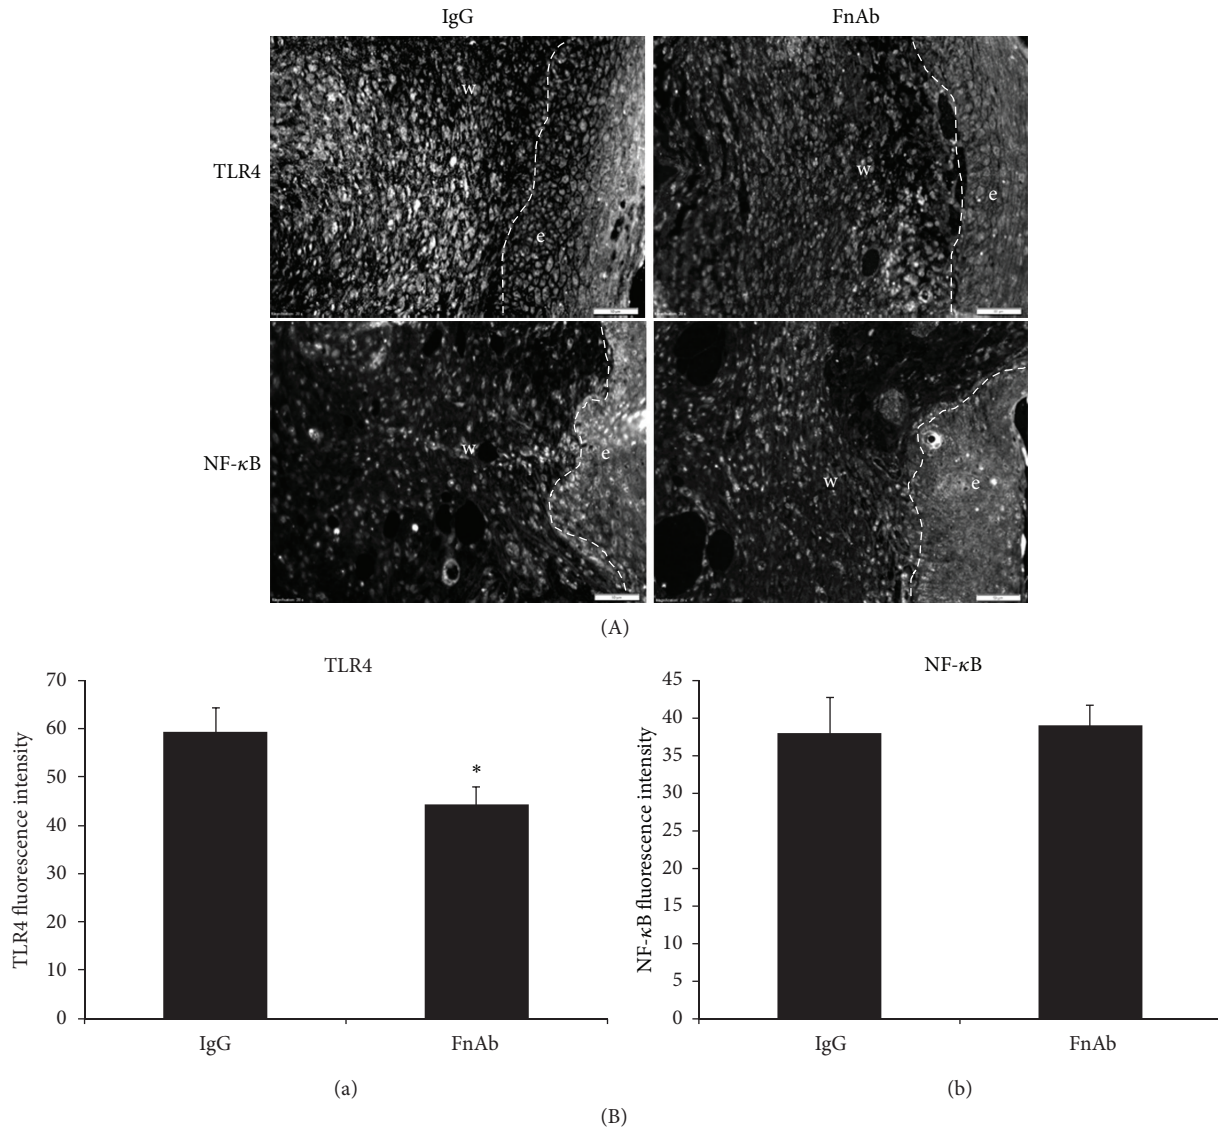 IgG FnAb
TLR4
w
e
w
e
NF-κB
w
e
w
e
(A)
TLR4
TLR4 fluorescence intensity
70
60
50
40
30
20
10
0
*
IgG FnAb
(a)
NF-κB
NF-κB fluorescence intensity
45
40
35
30
25
20
15
10
5
0
IgG FnAb
(b)
(B)